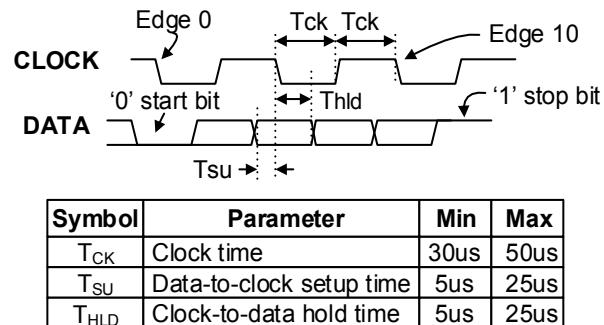 Edge 0
Tck Tck
Edge 10
CLOCK
‘0’ start bit
Thld
‘1’ stop bit
DATA
Tsu
Symbol Parameter Min Max
TCK Clock time 30us 50us
TSU Data-to-clock setup time 5us 25us
THLD Clock-to-data hold time 5us 25us